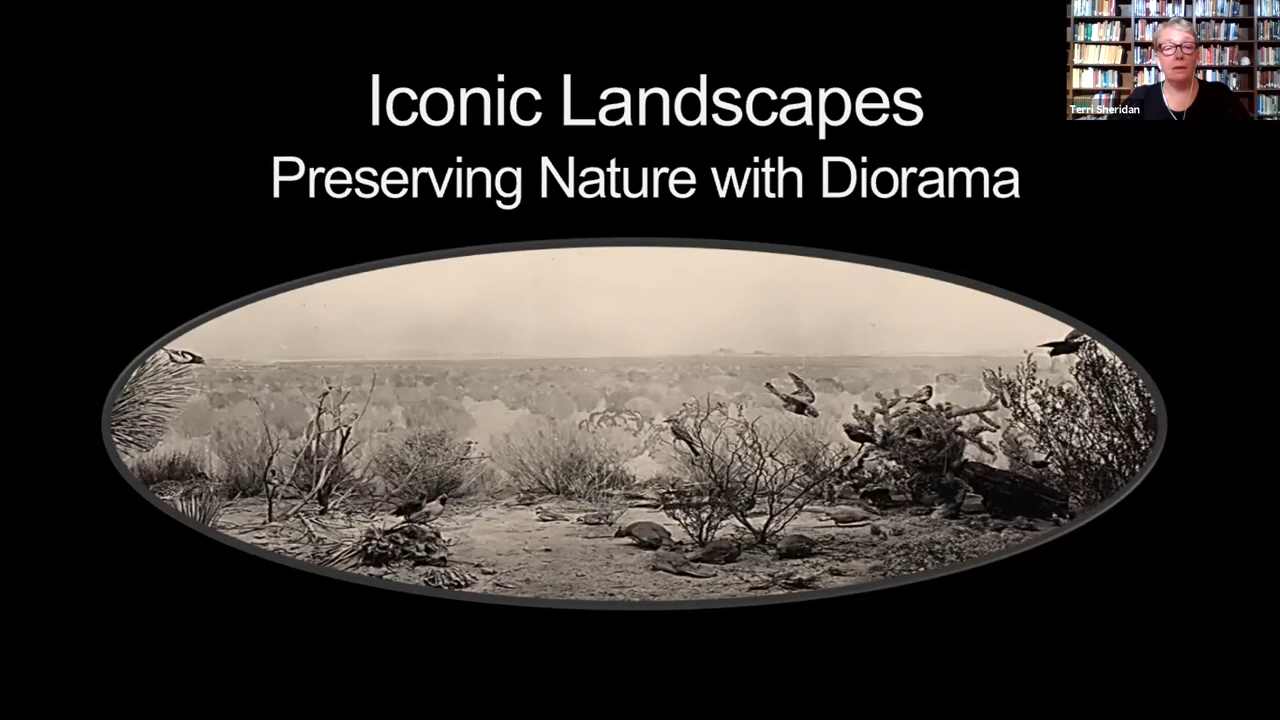 Iconic Landscapes
Preserving Nature with Diorama
Terri Sheridan